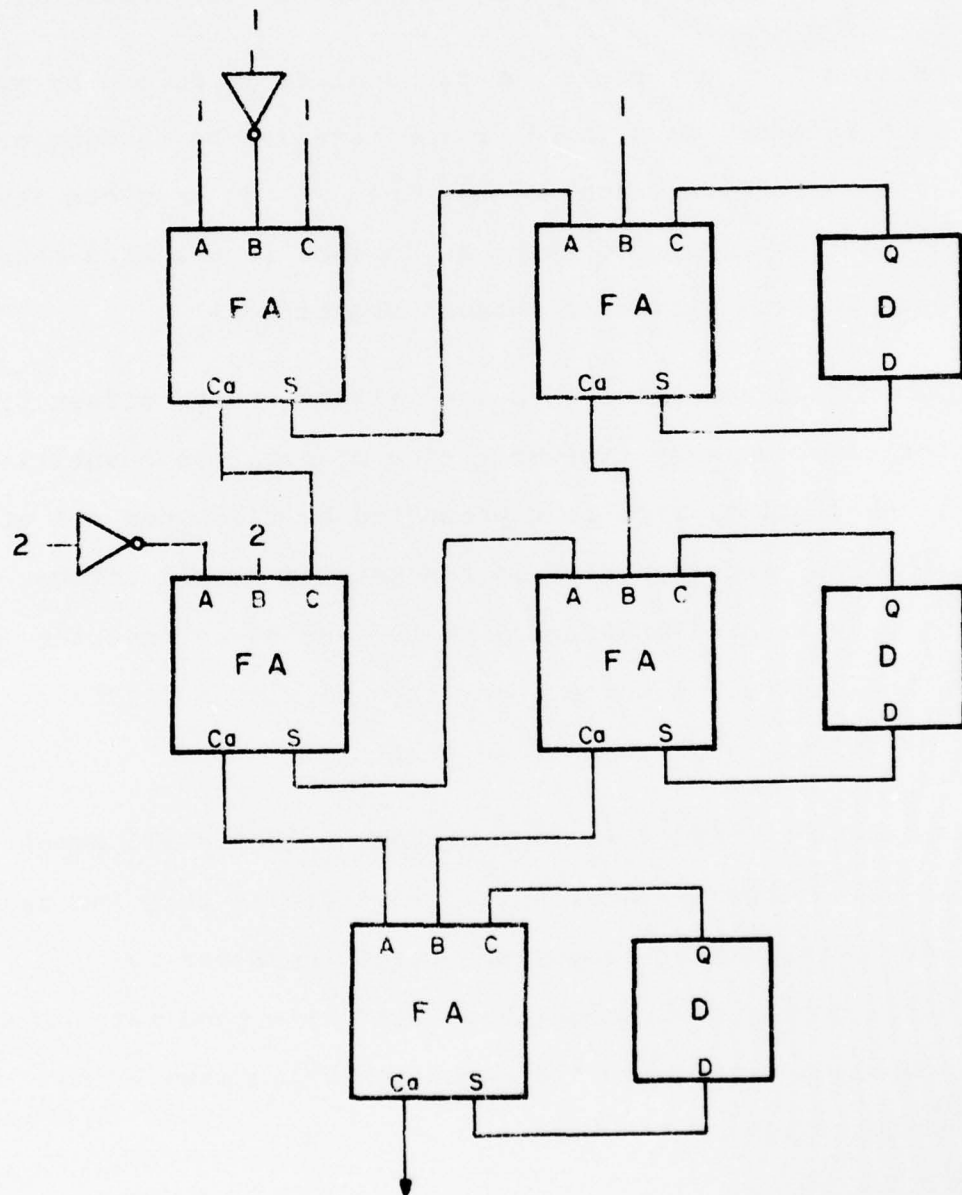 1
1 1 1
A B C A B C Q
F A F A D
Ca S Ca S D
2 2
A B C A B C Q
F A F A D
Ca S Ca S D
A B C Q
F A D
Ca S D